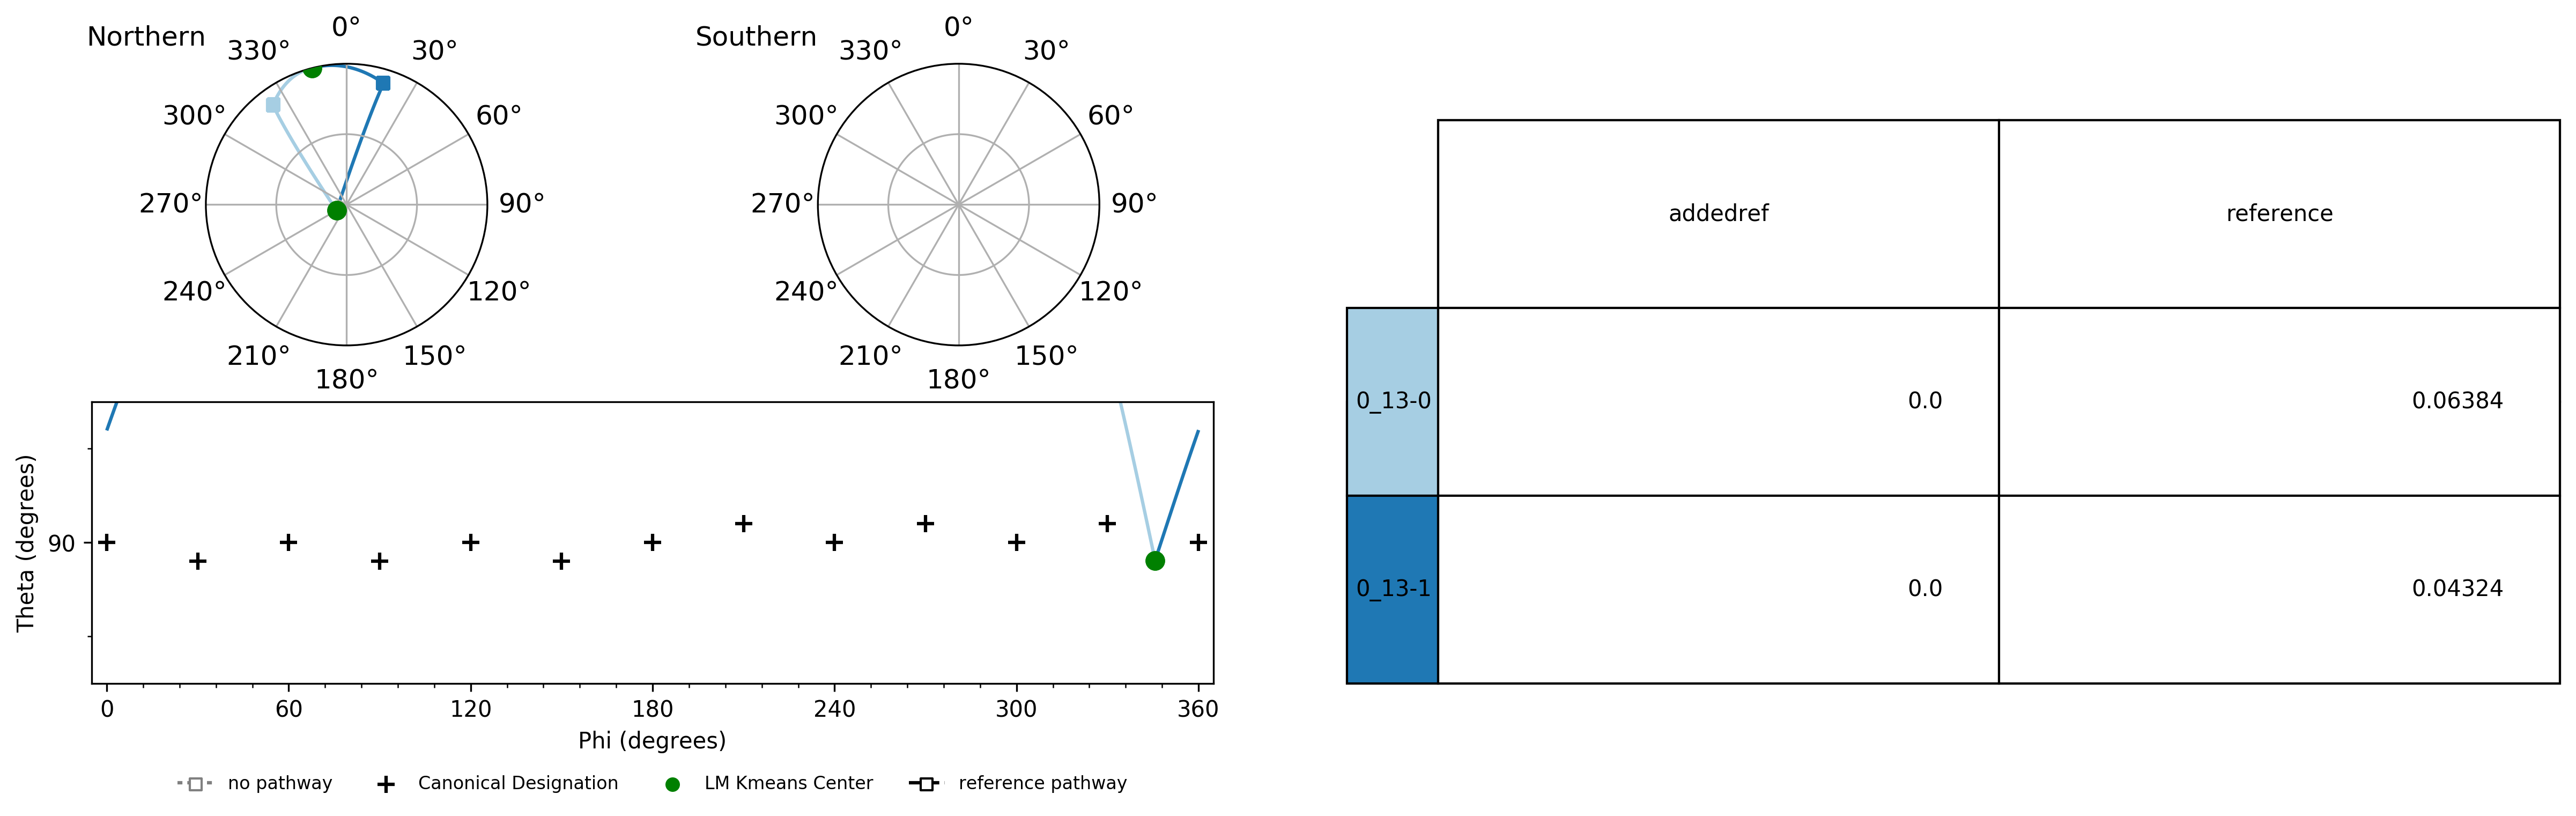 Northern
0°
30°
60°
90°
120°
150°
180°
210°
240°
270°
300°
330°
Southern
0°
30°
60°
90°
120°
150°
180°
210°
240°
270°
300°
330°
Theta (degrees)
90
0 60 120 180 240 300 360
Phi (degrees)
no pathway Canonical Designation LM Kmeans Center reference pathway
addedref reference
0_13-0 0.0 0.06384
0_13-1 0.0 0.04324